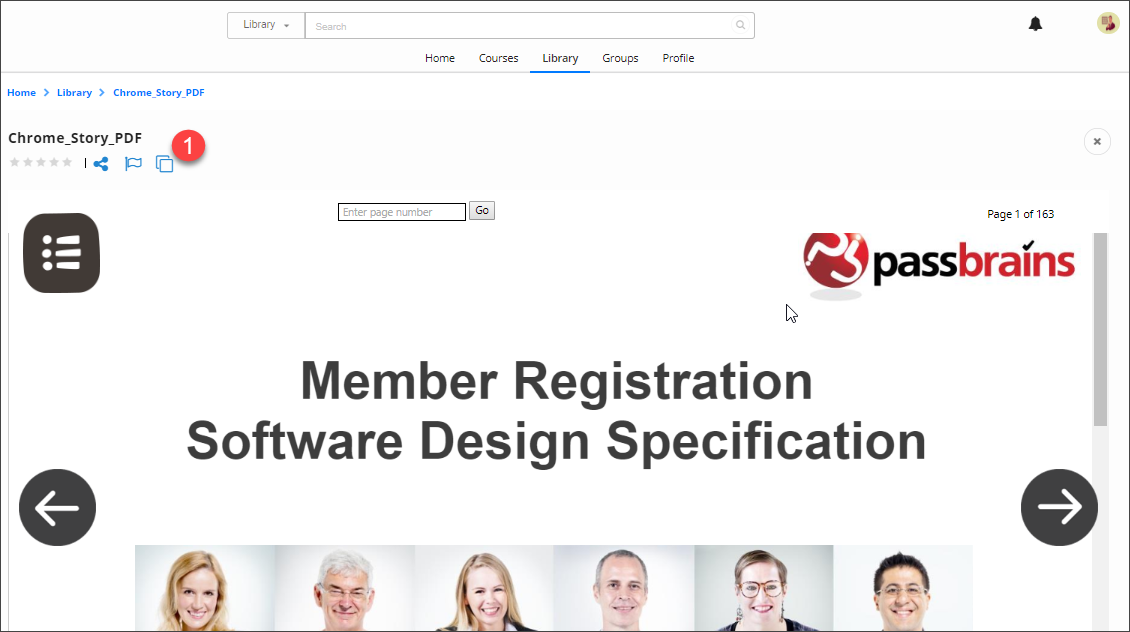 Library
Search
Home Courses Library Groups Profile
Home > Library > Chrome_Story_PDF
Chrome_Story_PDF
1
Enter page number Go
Page 1 of 163
passbrains
Member Registration
Software Design Specification